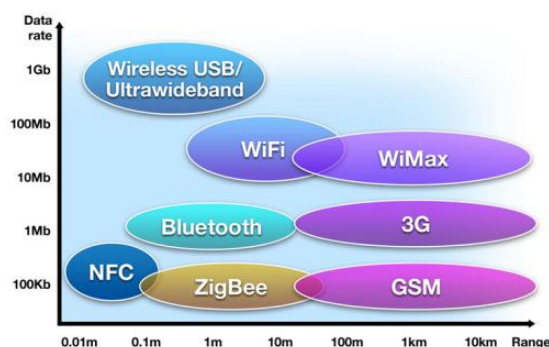 Data
rate
1Gb
Wireless USB/
Ultrawideband
100Mb
WiFi
WiMax
10Mb
1Mb
Bluetooth
3G
100Kb
NFC
ZigBee
GSM
0.01m 0.1m 1m 10m 100m 1km 10km Range